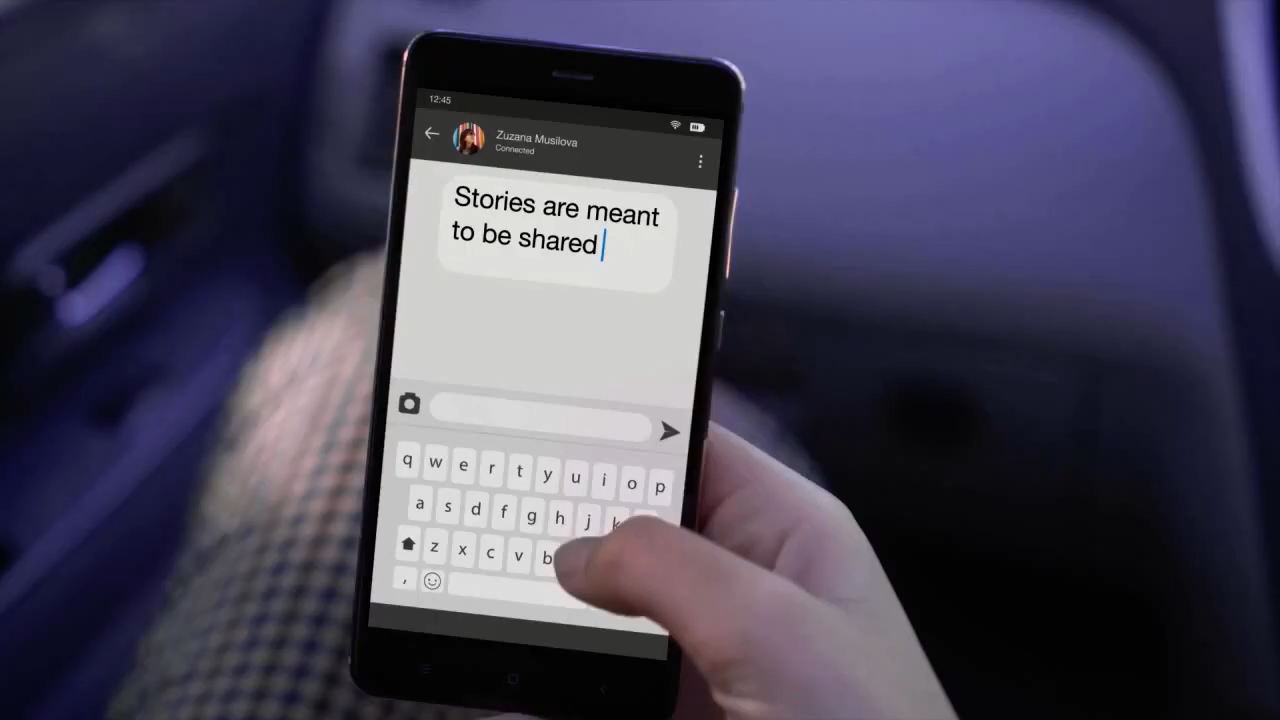 12:45
Zuzana Musilova
Connected
Stories are meant
to be shared
q w e r t y u i o p
a s d f g h j k
z x c v b
,